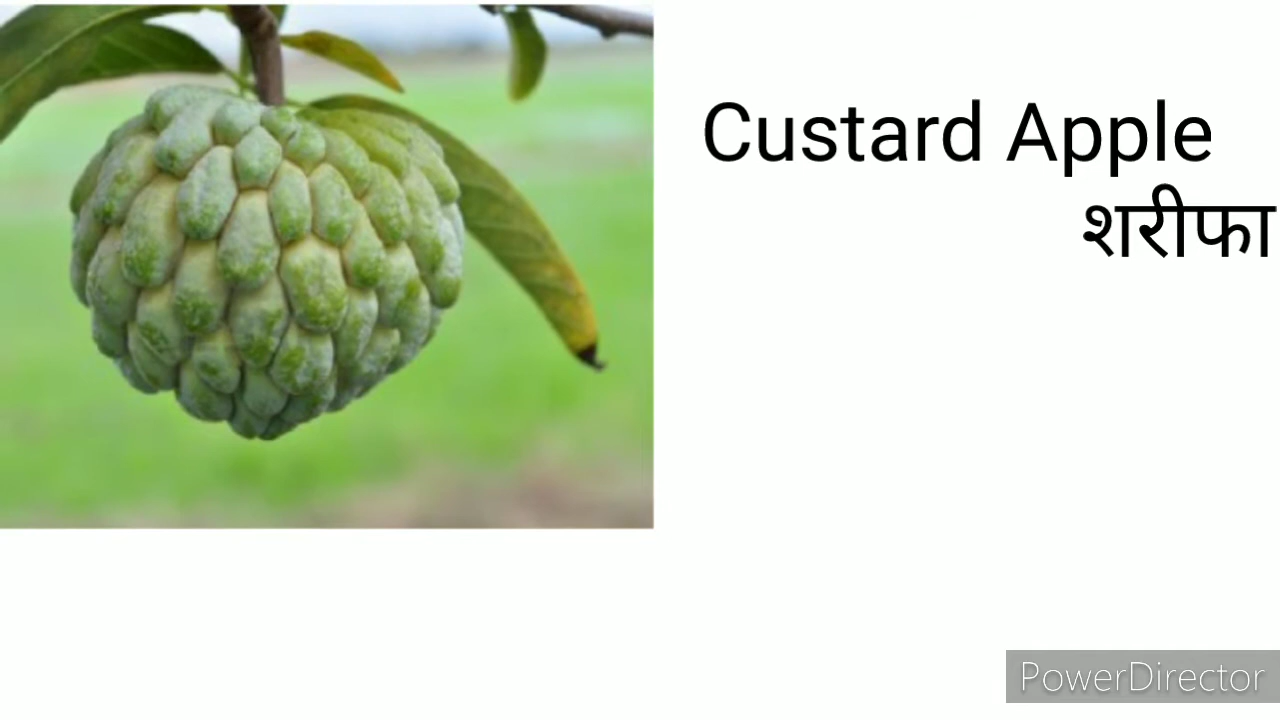 Custard Apple
शरीफा
PowerDirector